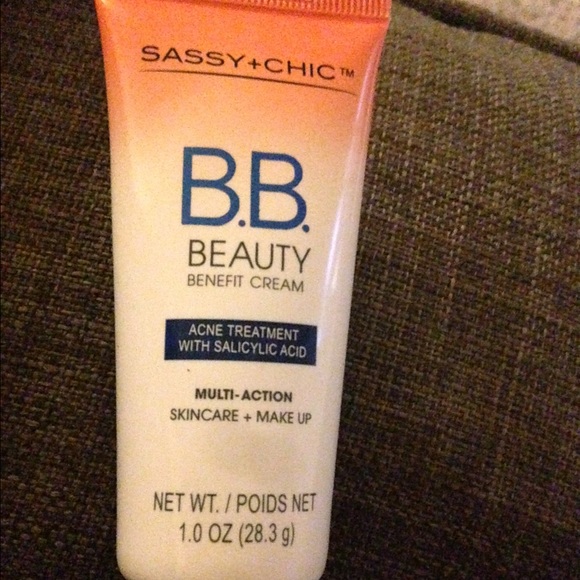 SASSY+CHIC™
B.B.
BEAUTY
BENEFIT CREAM
ACNE TREATMENT
WITH SALICYLIC ACID
MULTI-ACTION
SKINCARE + MAKE UP
NET WT. / POIDS NET
1.0 OZ (28.3 g)